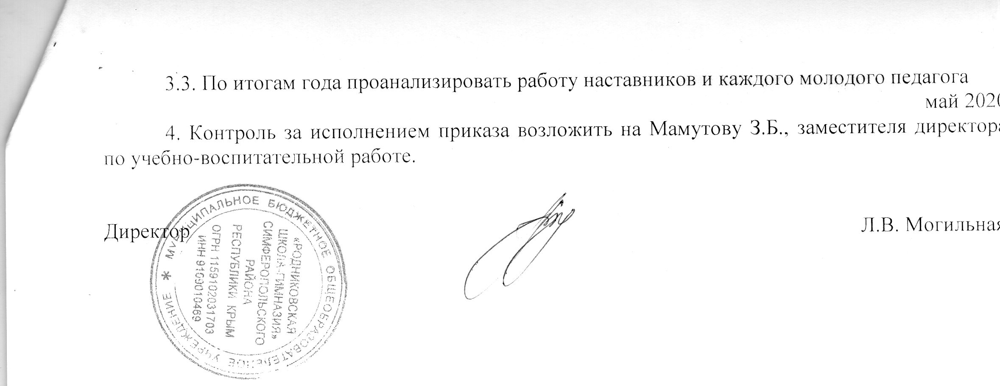 3.3. По итогам года проанализировать работу наставников и каждого молодого педагога
май 2020
4. Контроль за исполнением приказа возложить на Мамутову З.Б., заместителя директора
по учебно-воспитательной работе.
Директор
Л.В. Могильная
МУНИЦИПАЛЬНОЕ БЮДЖЕТНОЕ ОБЩЕОБРАЗОВАТЕЛЬНОЕ УЧРЕЖДЕНИЕ *
«РОДНИКОВСКАЯ
ШКОЛА-ГИМНАЗИЯ»
СИМФЕРОПОЛЬСКОГО
РАЙОНА
РЕСПУБЛИКИ КРЫМ
ОГРН 1159102031703
ИНН 9109010469